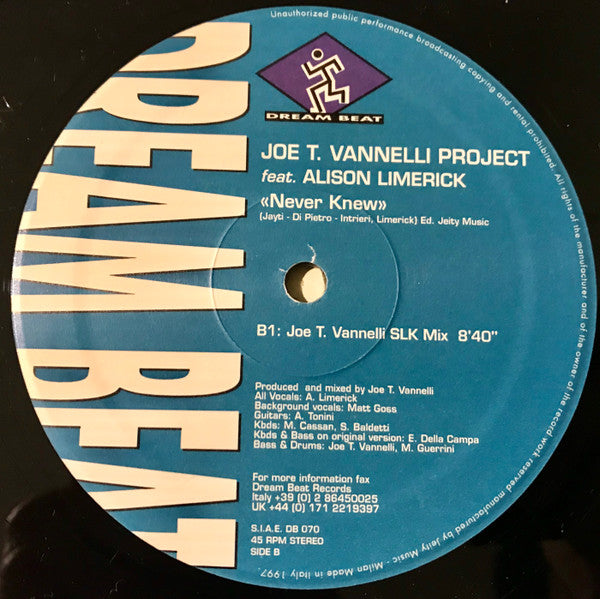 DREAM BEAT
DREAM BEAT
JOE T. VANNELLI PROJECT
feat. ALISON LIMERICK
«Never Knew»
(Jayti - Di Pietro - Intrieri, Limerick) Ed. Jeity Music
B1: Joe T. Vannelli SLK Mix 8'40"
Produced and mixed by Joe T. Vannelli
All Vocals: A. Limerick
Background vocals: Matt Goss
Guitars: A. Tonini
Kbds: M. Cassan, S. Baldetti
Kbds & Bass on original version: E. Della Campa
Bass & Drums: Joe T. Vannelli, M. Guerrini
For more information fax
Dream Beat Records
Italy +39 (0) 2 86450025
UK +44 (0) 171 2219397
S.I.A.E. DB 070
45 RPM STEREO
SIDE B
Unauthorized public performance broadcasting copying and rental prohibited. All rights of the manufacturer and of the owner of the record work reserved manufactured by Jeity Music - Milan Made in Italy 1997.